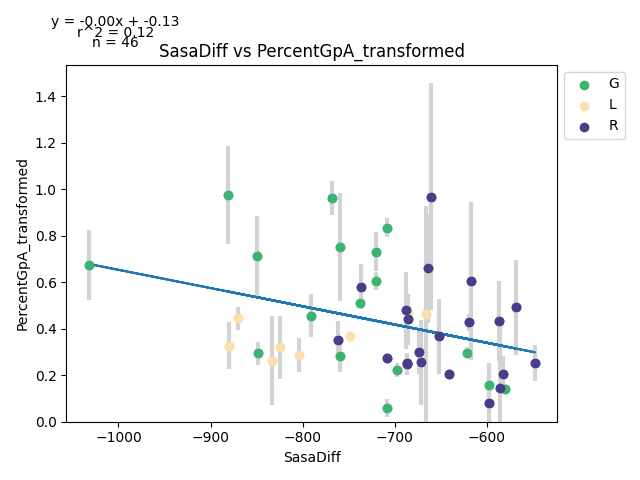 y = -0.00x + -0.13
r^2 = 0.12
n = 46
SasaDiff vs PercentGpA_transformed
G
L
R
1.4
1.2
1.0
0.8
0.6
0.4
0.2
0.0
PercentGpA_transformed
−1000
−900
−800
−700
−600
SasaDiff